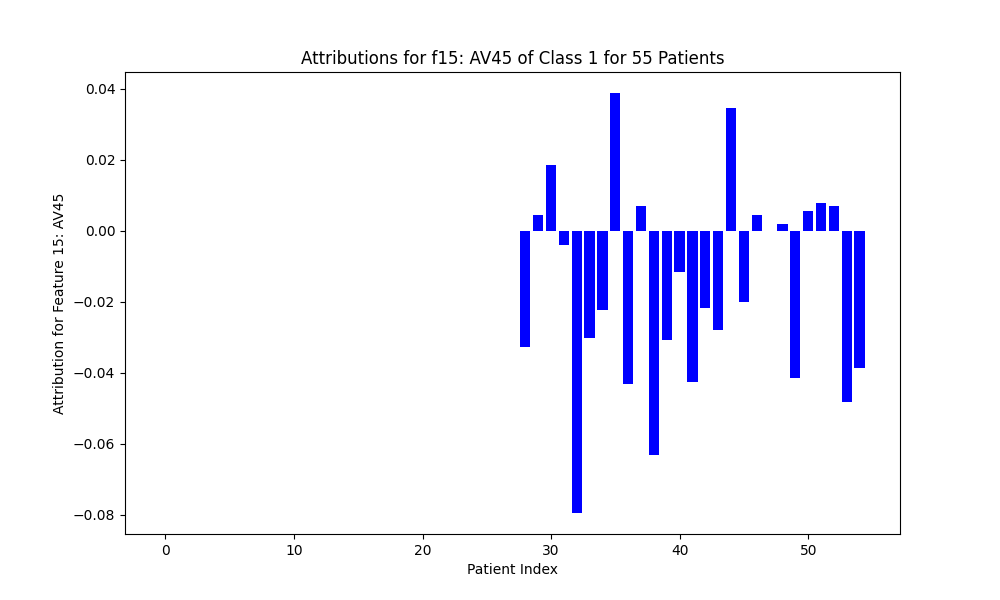 Attributions for f15: AV45 of Class 1 for 55 Patients
Attribution for Feature 15: AV45
0.04
0.02
0.00
−0.02
−0.04
−0.06
−0.08
0 10 20 30 40 50
Patient Index